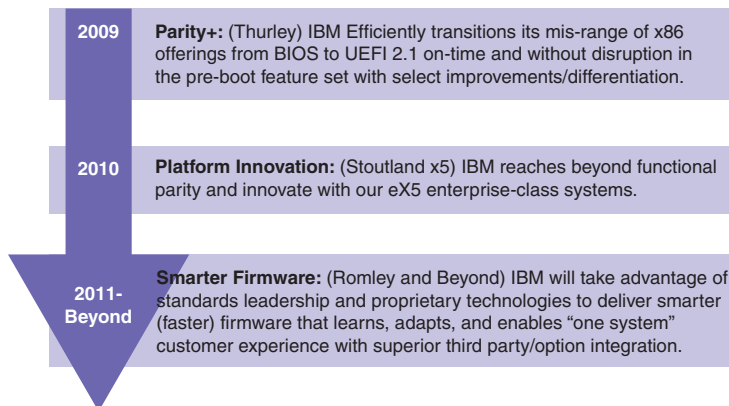 2009
Parity+: (Thurley) IBM Efficiently transitions its mis-range of x86
offerings from BIOS to UEFI 2.1 on-time and without disruption in
the pre-boot feature set with select improvements/differentiation.
2010
Platform Innovation: (Stoutland x5) IBM reaches beyond functional
parity and innovate with our eX5 enterprise-class systems.
2011-
Beyond
Smarter Firmware: (Romley and Beyond) IBM will take advantage of
standards leadership and proprietary technologies to deliver smarter
(faster) firmware that learns, adapts, and enables “one system”
customer experience with superior third party/option integration.